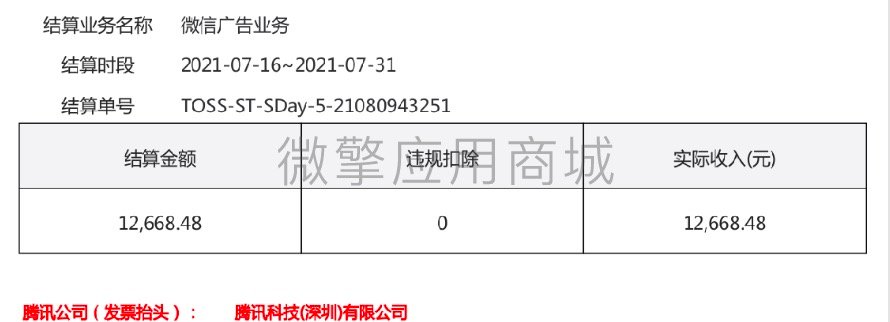 结算业务名称 微信广告业务
结算时段 2021-07-16~2021-07-31
结算单号 TOSS-ST-SDay-5-21080943251
结算金额 违规扣除 实际收入(元)
微擎应用商城
12,668.48 0 12,668.48
腾讯公司（发票抬头）： 腾讯科技(深圳)有限公司